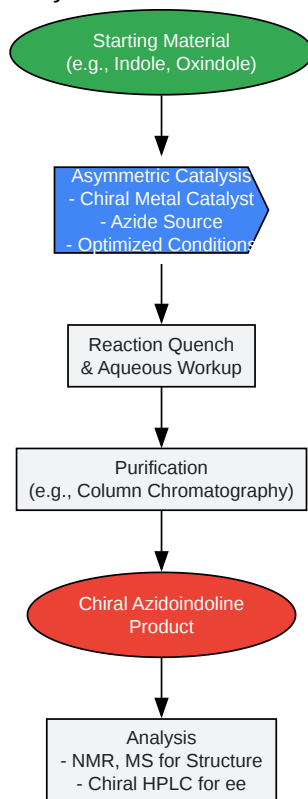 Starting Material
(e.g., Indole, Oxindole)
Asymmetric Catalysis
- Chiral Metal Catalyst
- Azide Source
- Optimized Conditions
Reaction Quench
& Aqueous Workup
Purification
(e.g., Column Chromatography)
Chiral Azidoindoline
Product
Analysis
- NMR, MS for Structure
- Chiral HPLC for ee